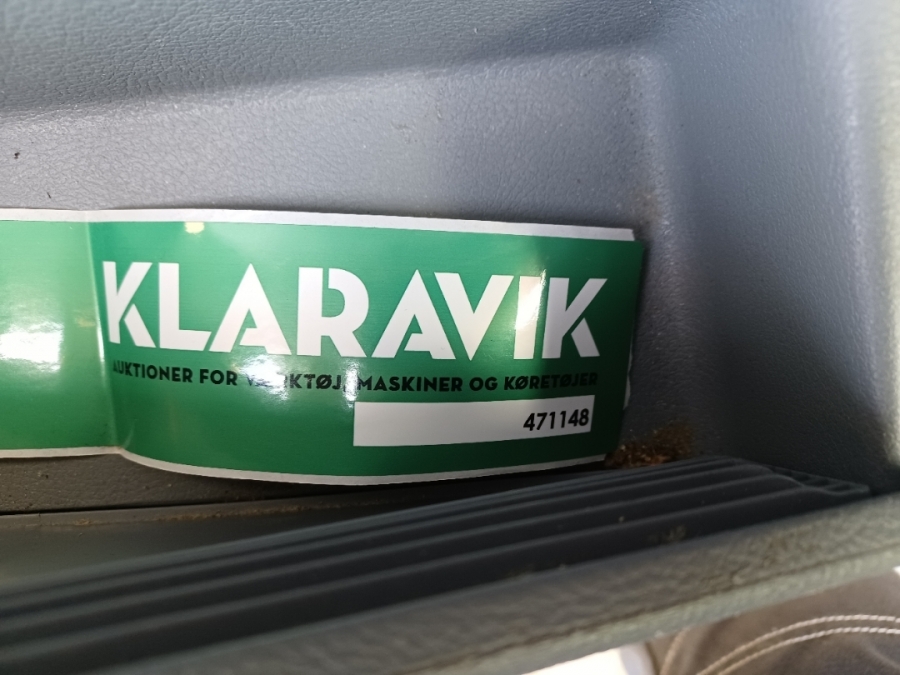 KLARAVIK
AUKTIONER FOR VÆRKTØJ, MASKINER OG KØRETØJER
471148